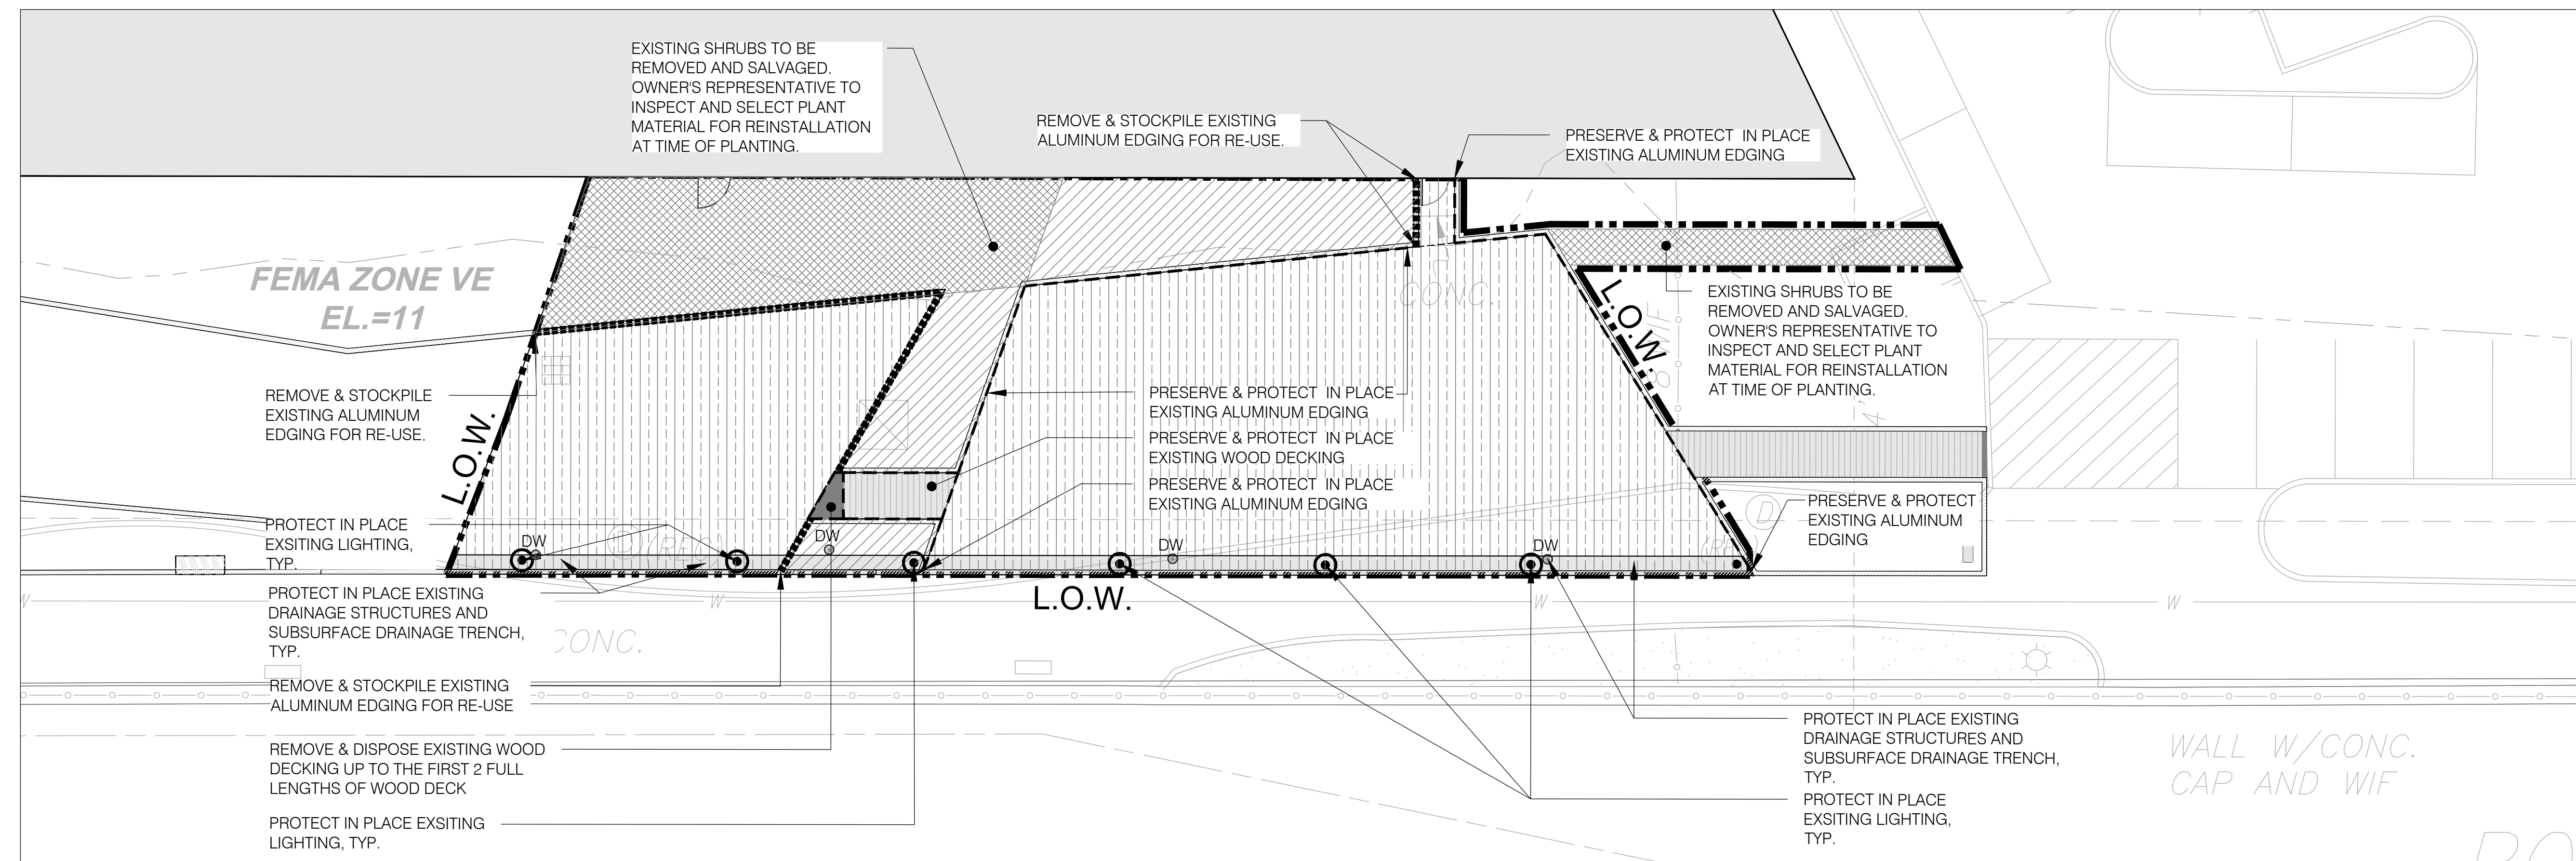 EXISTING SHRUBS TO BE
REMOVED AND SALVAGED.
OWNER'S REPRESENTATIVE TO
INSPECT AND SELECT PLANT
MATERIAL FOR REINSTALLATION
AT TIME OF PLANTING.
REMOVE & STOCKPILE EXISTING
ALUMINUM EDGING FOR RE-USE.
PRESERVE & PROTECT IN PLACE
EXISTING ALUMINUM EDGING
FEMA ZONE VE
EL.=11
CONC
L.O.W.
EXISTING SHRUBS TO BE
REMOVED AND SALVAGED.
OWNER'S REPRESENTATIVE TO
INSPECT AND SELECT PLANT
MATERIAL FOR REINSTALLATION
AT TIME OF PLANTING.
REMOVE & STOCKPILE
EXISTING ALUMINUM
EDGING FOR RE-USE.
L.O.W.
PRESERVE & PROTECT IN PLACE
EXISTING ALUMINUM EDGING
PRESERVE & PROTECT IN PLACE
EXISTING WOOD DECKING
PRESERVE & PROTECT IN PLACE
EXISTING ALUMINUM EDGING
PRESERVE & PROTECT
EXISTING ALUMINUM
EDGING
PROTECT IN PLACE
EXSITING LIGHTING,
TYP.
DW
D
DW
DW
DW
D
PROTECT IN PLACE EXISTING
DRAINAGE STRUCTURES AND
SUBSURFACE DRAINAGE TRENCH,
TYP.
L.O.W.
W
W
W
W
CONC.
REMOVE & STOCKPILE EXISTING
ALUMINUM EDGING FOR RE-USE
REMOVE & DISPOSE EXISTING WOOD
DECKING UP TO THE FIRST 2 FULL
LENGTHS OF WOOD DECK
PROTECT IN PLACE EXSITING
LIGHTING, TYP.
PROTECT IN PLACE EXISTING
DRAINAGE STRUCTURES AND
SUBSURFACE DRAINAGE TRENCH,
TYP.
PROTECT IN PLACE
EXSITING LIGHTING,
TYP.
WALL W/CONC.
CAP AND WIF